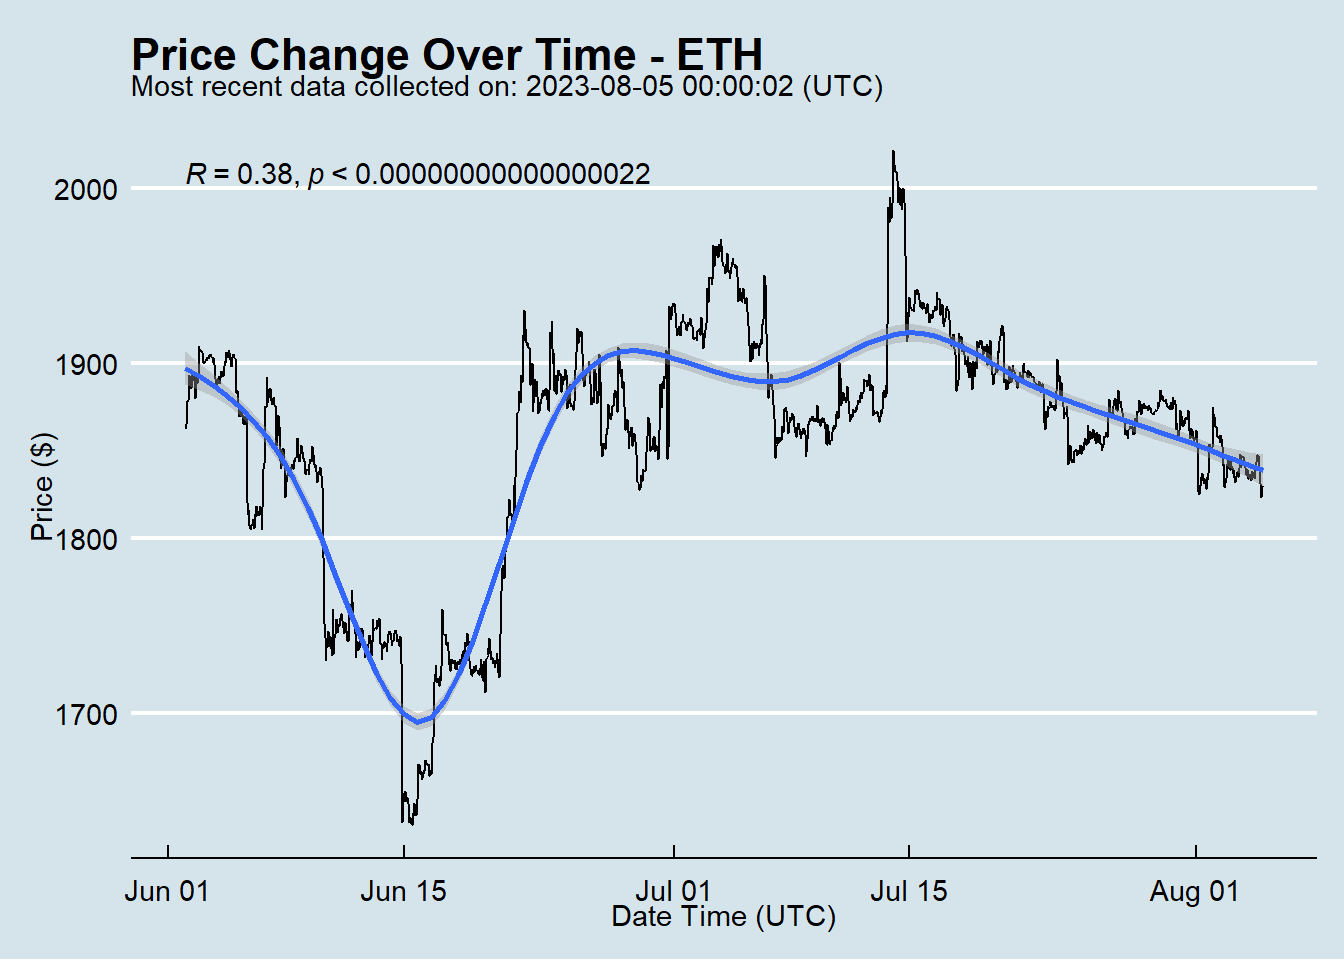 Price Change Over Time - ETH
Most recent data collected on: 2023-08-05 00:00:02 (UTC)
R = 0.38, p < 0.00000000000000022
2000
1900
1800
1700
Price ($)
Jun 01 Jun 15 Jul 01 Jul 15 Aug 01
Date Time (UTC)